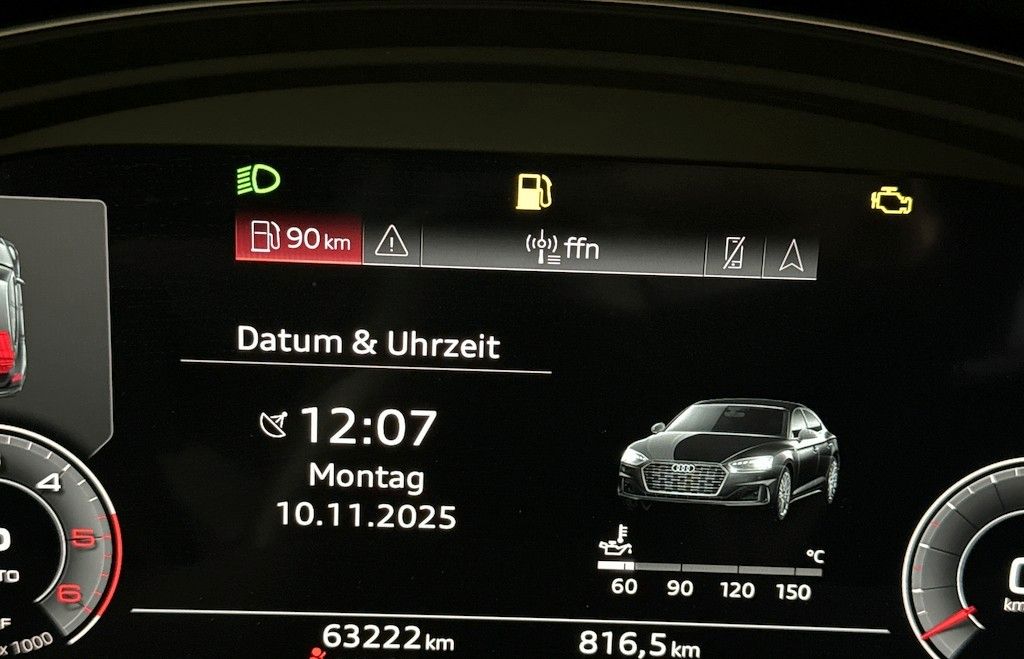 90 km
ffn
Datum & Uhrzeit
12:07
Montag
10.11.2025
°C
60 90 120 150
4
5
6
x 1000
63222 km
816,5 km